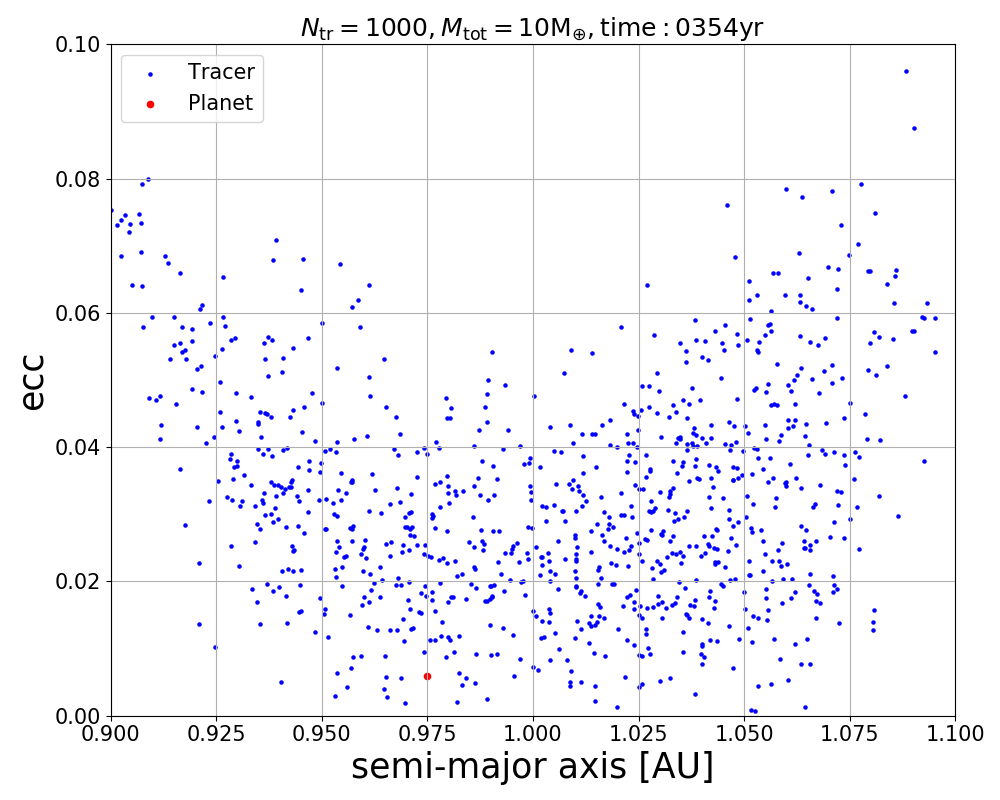 N_tr = 1000, M_tot = 10M_⊕, time : 0354yr
0.10
Tracer
Planet
0.08
0.06
ecc
0.04
0.02
0.00
0.900 0.925 0.950 0.975 1.000 1.025 1.050 1.075 1.100
semi-major axis [AU]